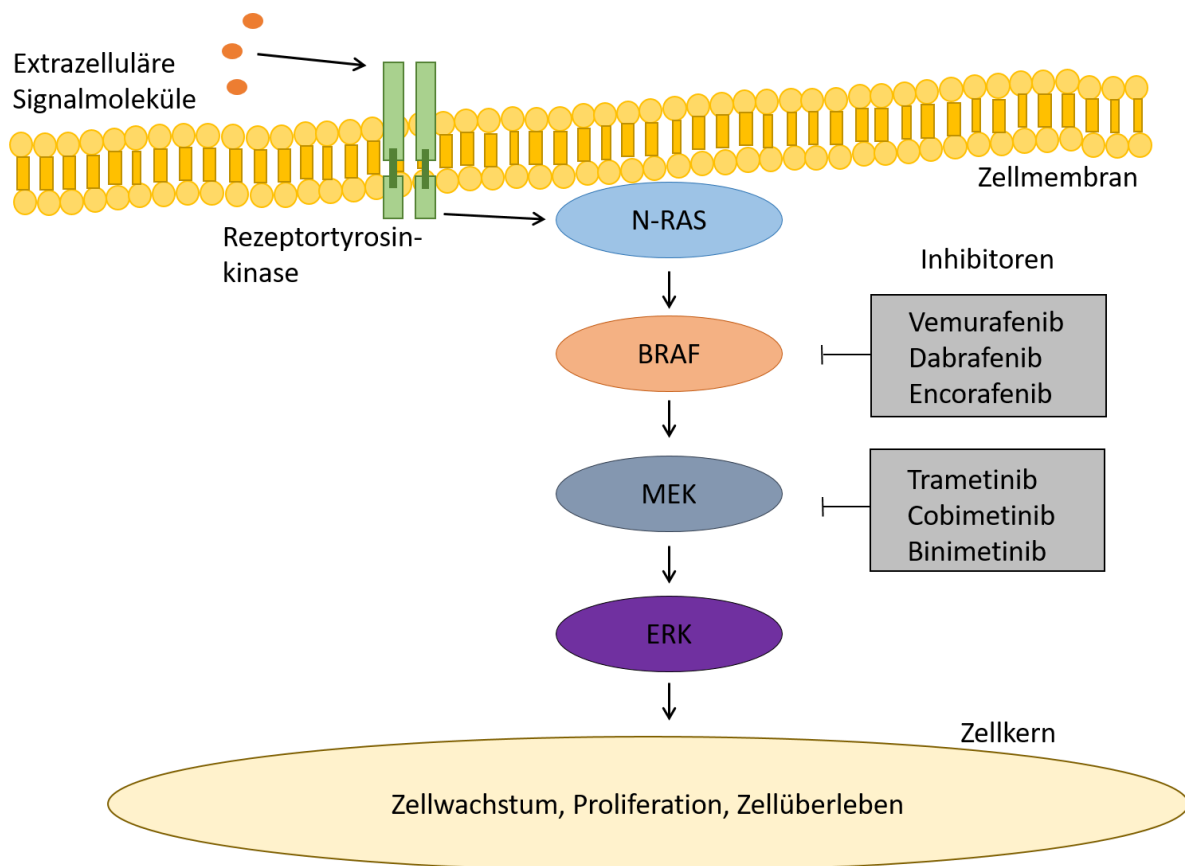 Extrazelluläre
Signalmoleküle
Zellmembran
Rezeptortyrosin-
kinase
N-RAS
Inhibitoren
BRAF
Vemurafenib
Dabrafenib
Encorafenib
MEK
Trametinib
Cobimetinib
Binimetinib
ERK
Zellkern
Zellwachstum, Proliferation, Zellüberleben